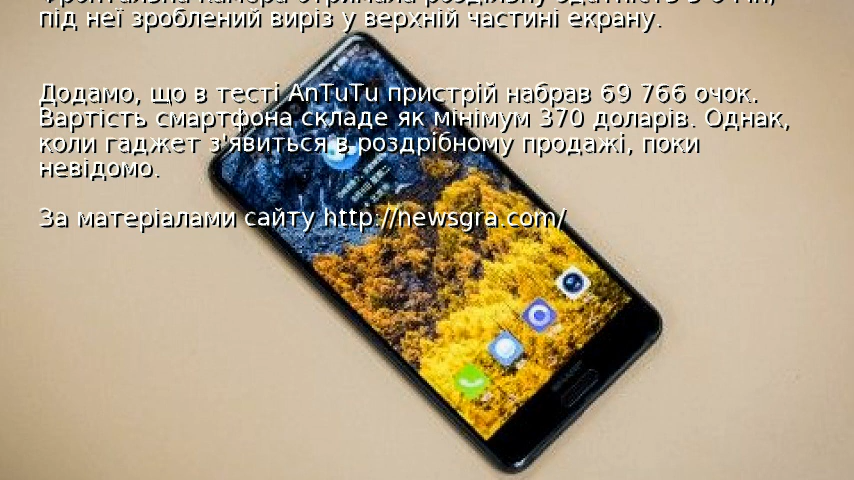 під неї зроблений виріз у верхній частині екрану.
Додамо, що в тесті AnTuTu пристрій набрав 69 766 очок.
Вартість смартфона складе як мінімум 370 доларів. Однак,
коли гаджет з'явиться в роздрібному продажі, поки
невідомо.
За матеріалами сайту http://newsgra.com/
SHARP